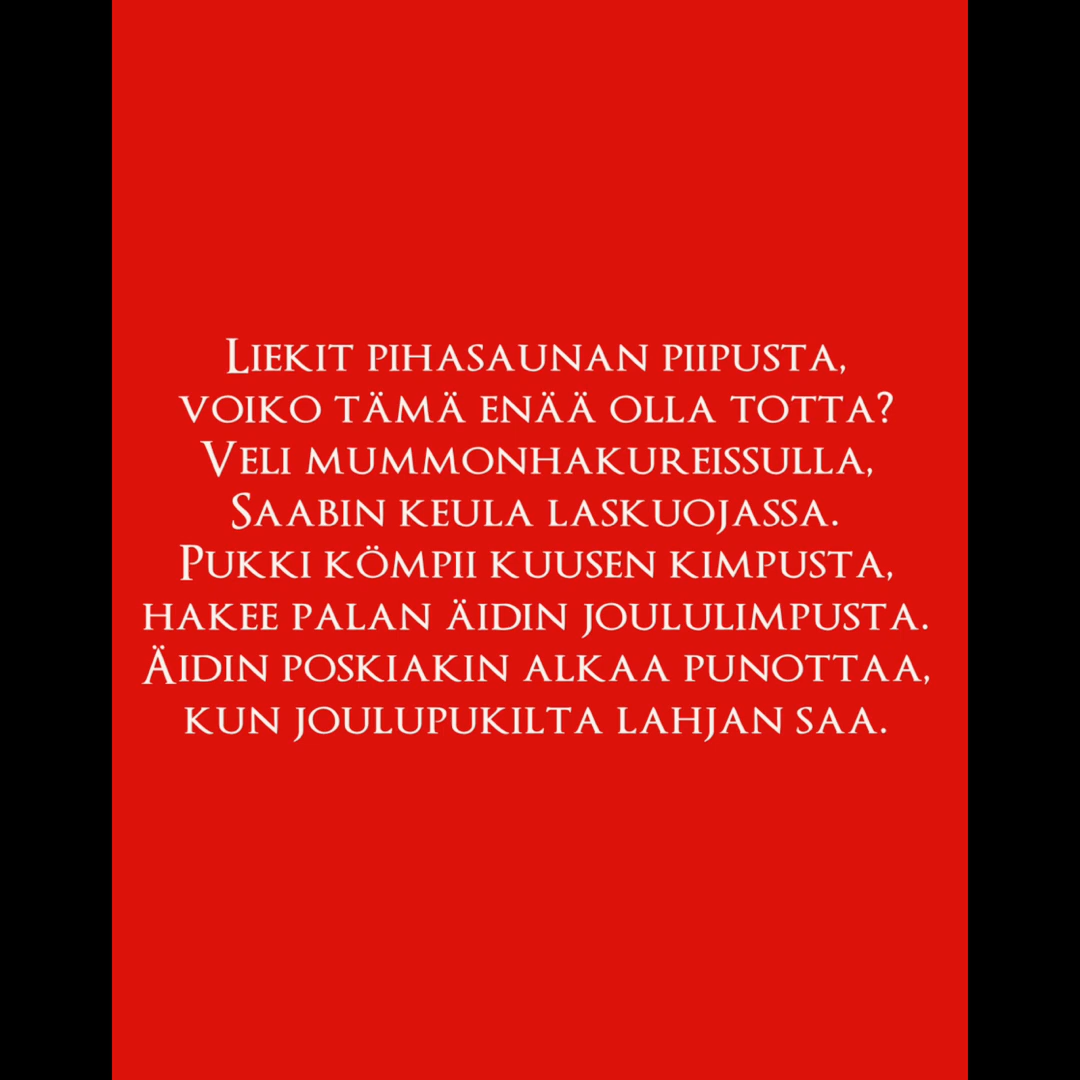 Liekit pihasaunan piipusta,
voiko tämä enää olla totta?
Veli mummonhakureissulla,
Saabin keula laskuojassa.
Pukki kömpii kuusen kimpusta,
hakee palan äidin joululimpusta.
Äidin poskiakin alkaa punottaa,
kun joulupukilta lahjan saa.